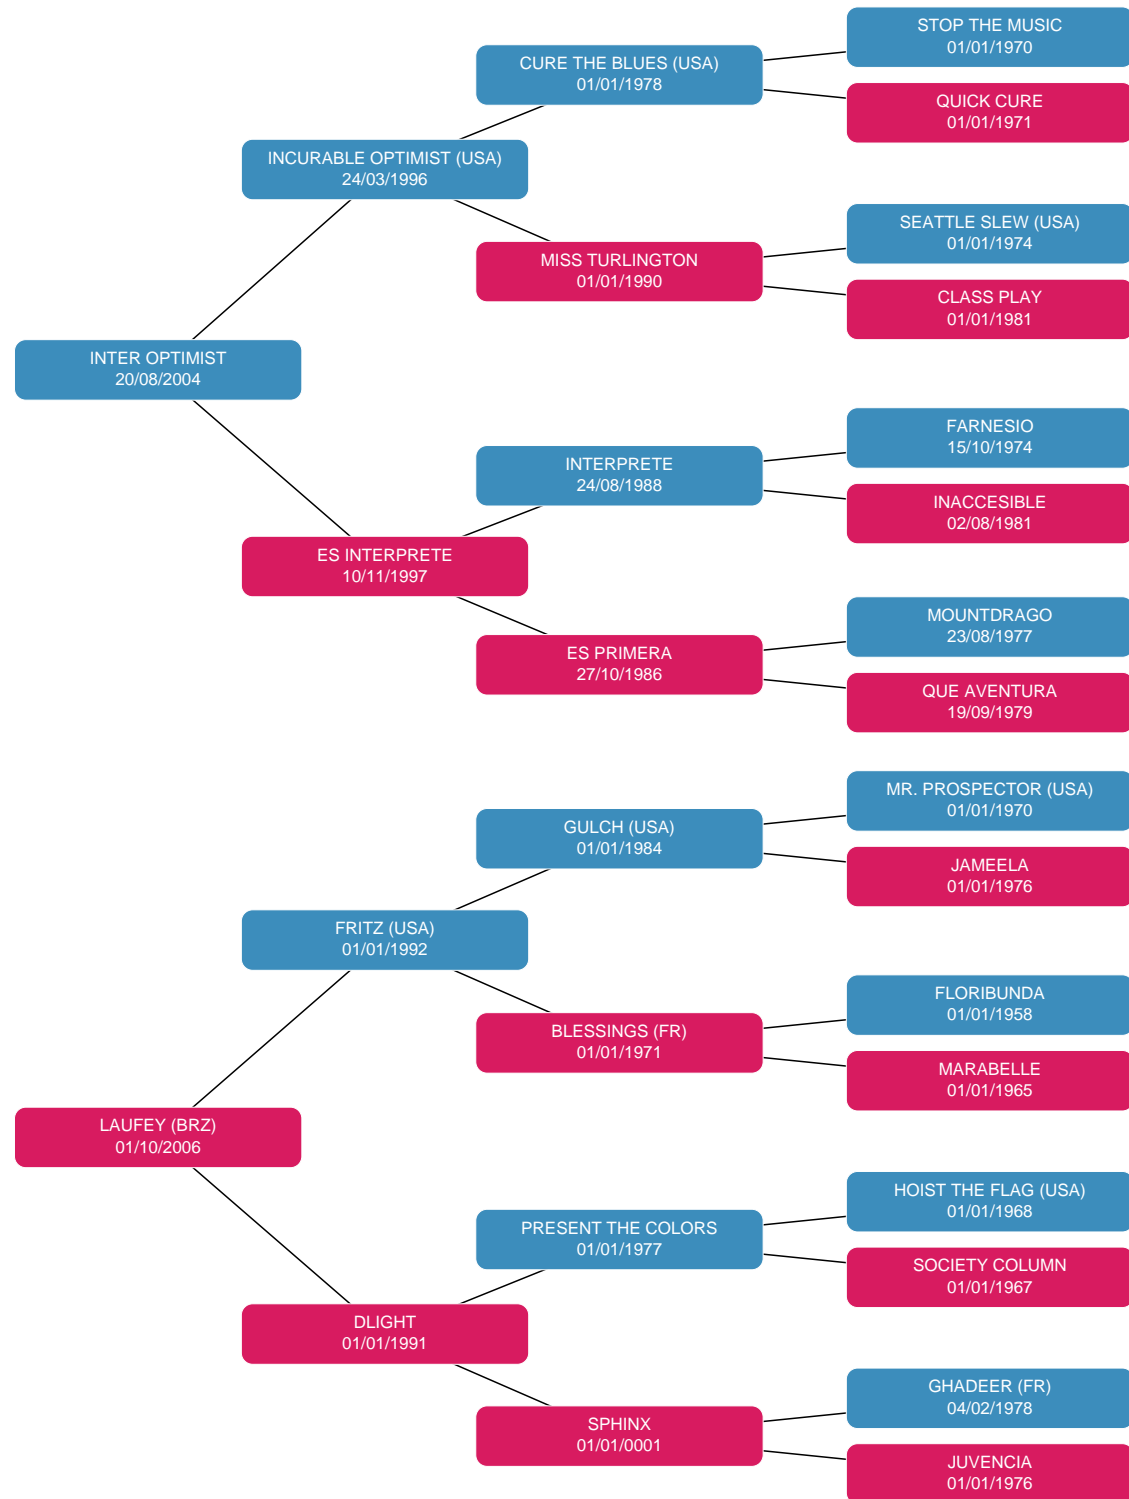 STOP THE MUSIC
01/01/1970
CURE THE BLUES (USA)
01/01/1978
QUICK CURE
01/01/1971
INCURABLE OPTIMIST (USA)
24/03/1996
SEATTLE SLEW (USA)
01/01/1974
MISS TURLINGTON
01/01/1990
CLASS PLAY
01/01/1981
INTER OPTIMIST
20/08/2004
FARNESIO
15/10/1974
INTERPRETE
24/08/1988
INACCESIBLE
02/08/1981
ES INTERPRETE
10/11/1997
MOUNTDRAGO
23/08/1977
ES PRIMERA
27/10/1986
QUE AVENTURA
19/09/1979
MR. PROSPECTOR (USA)
01/01/1970
GULCH (USA)
01/01/1984
JAMEELA
01/01/1976
FRITZ (USA)
01/01/1992
FLORIBUNDA
01/01/1958
BLESSINGS (FR)
01/01/1971
MARABELLE
01/01/1965
LAUFEY (BRZ)
01/10/2006
HOIST THE FLAG (USA)
01/01/1968
PRESENT THE COLORS
01/01/1977
SOCIETY COLUMN
01/01/1967
DLIGHT
01/01/1991
GHADEER (FR)
04/02/1978
SPHINX
01/01/0001
JUVENCIA
01/01/1976